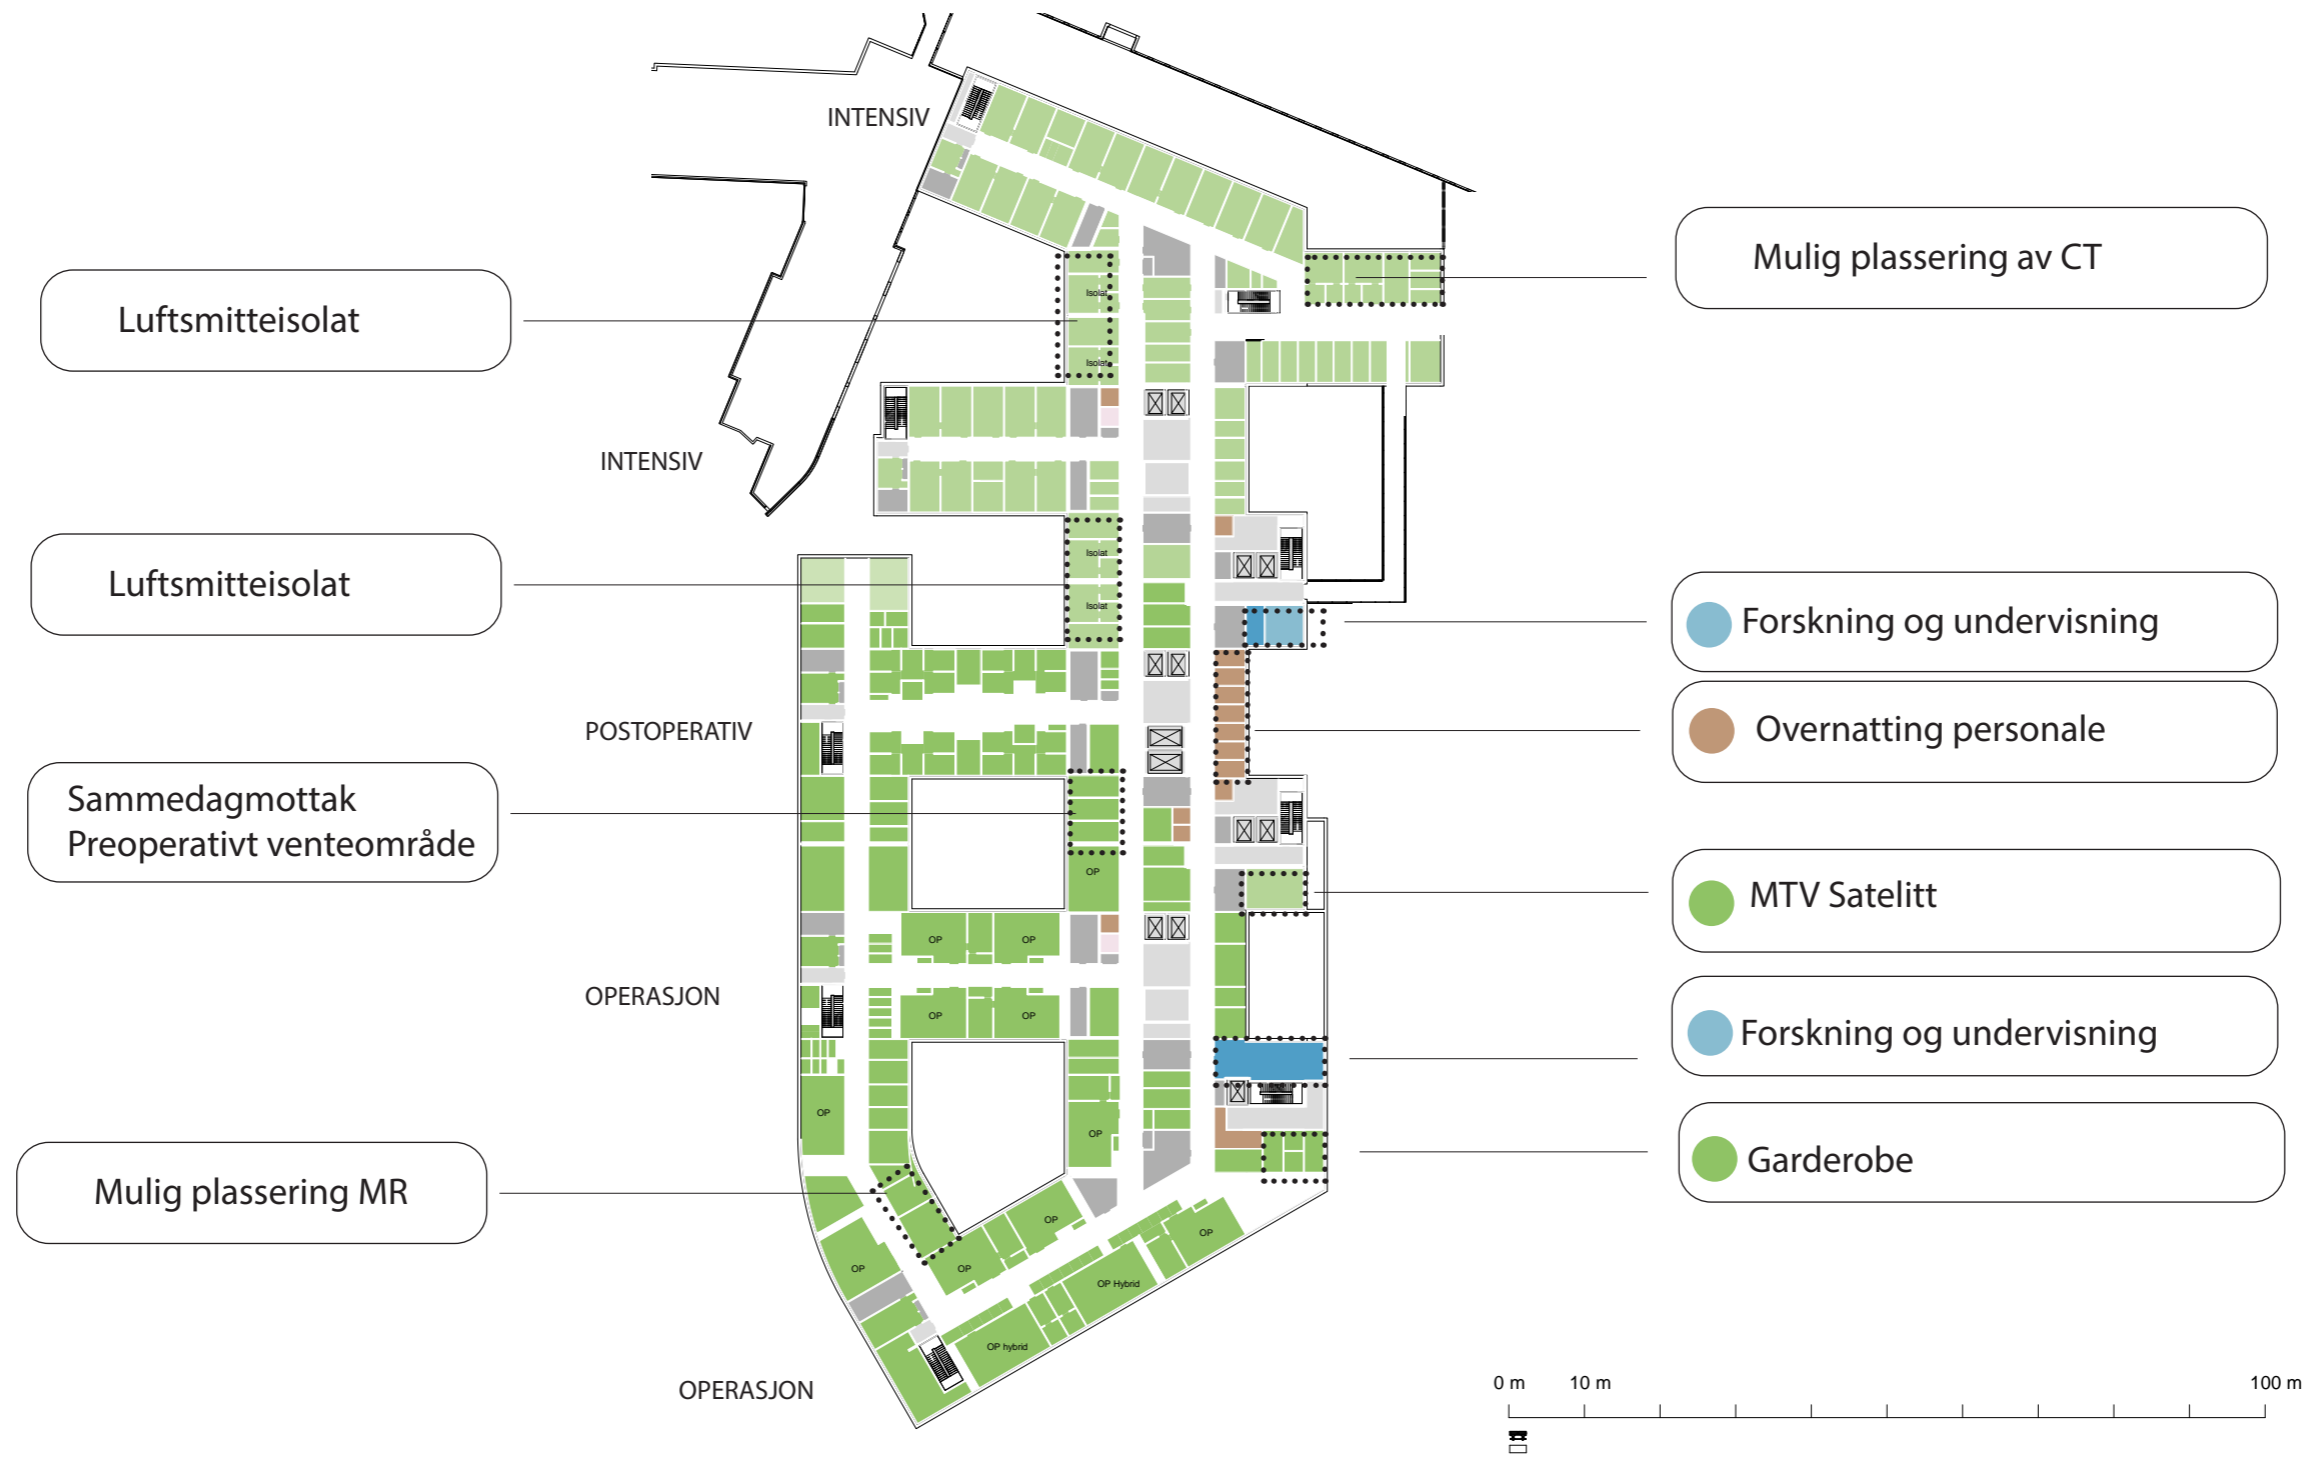 INTENSIV
Mulig plassering av CT
Luftsmitteisolat
Isolat
Isolat
INTENSIV
Luftsmitteisolat
Isolat
Isolat
Forskning og undervisning
POSTOPERATIV
Overnatting personale
Sammedagmottak
Preoperativt venteområde
OP
MTV Satelitt
OP
OP
OPERASJON
OP
OP
Forskning og undervisning
OP
OP
Garderobe
Mulig plassering MR
OP
OP
OP
OP
OP Hybrid
OP hybrid
OPERASJON
0 m
10 m
100 m